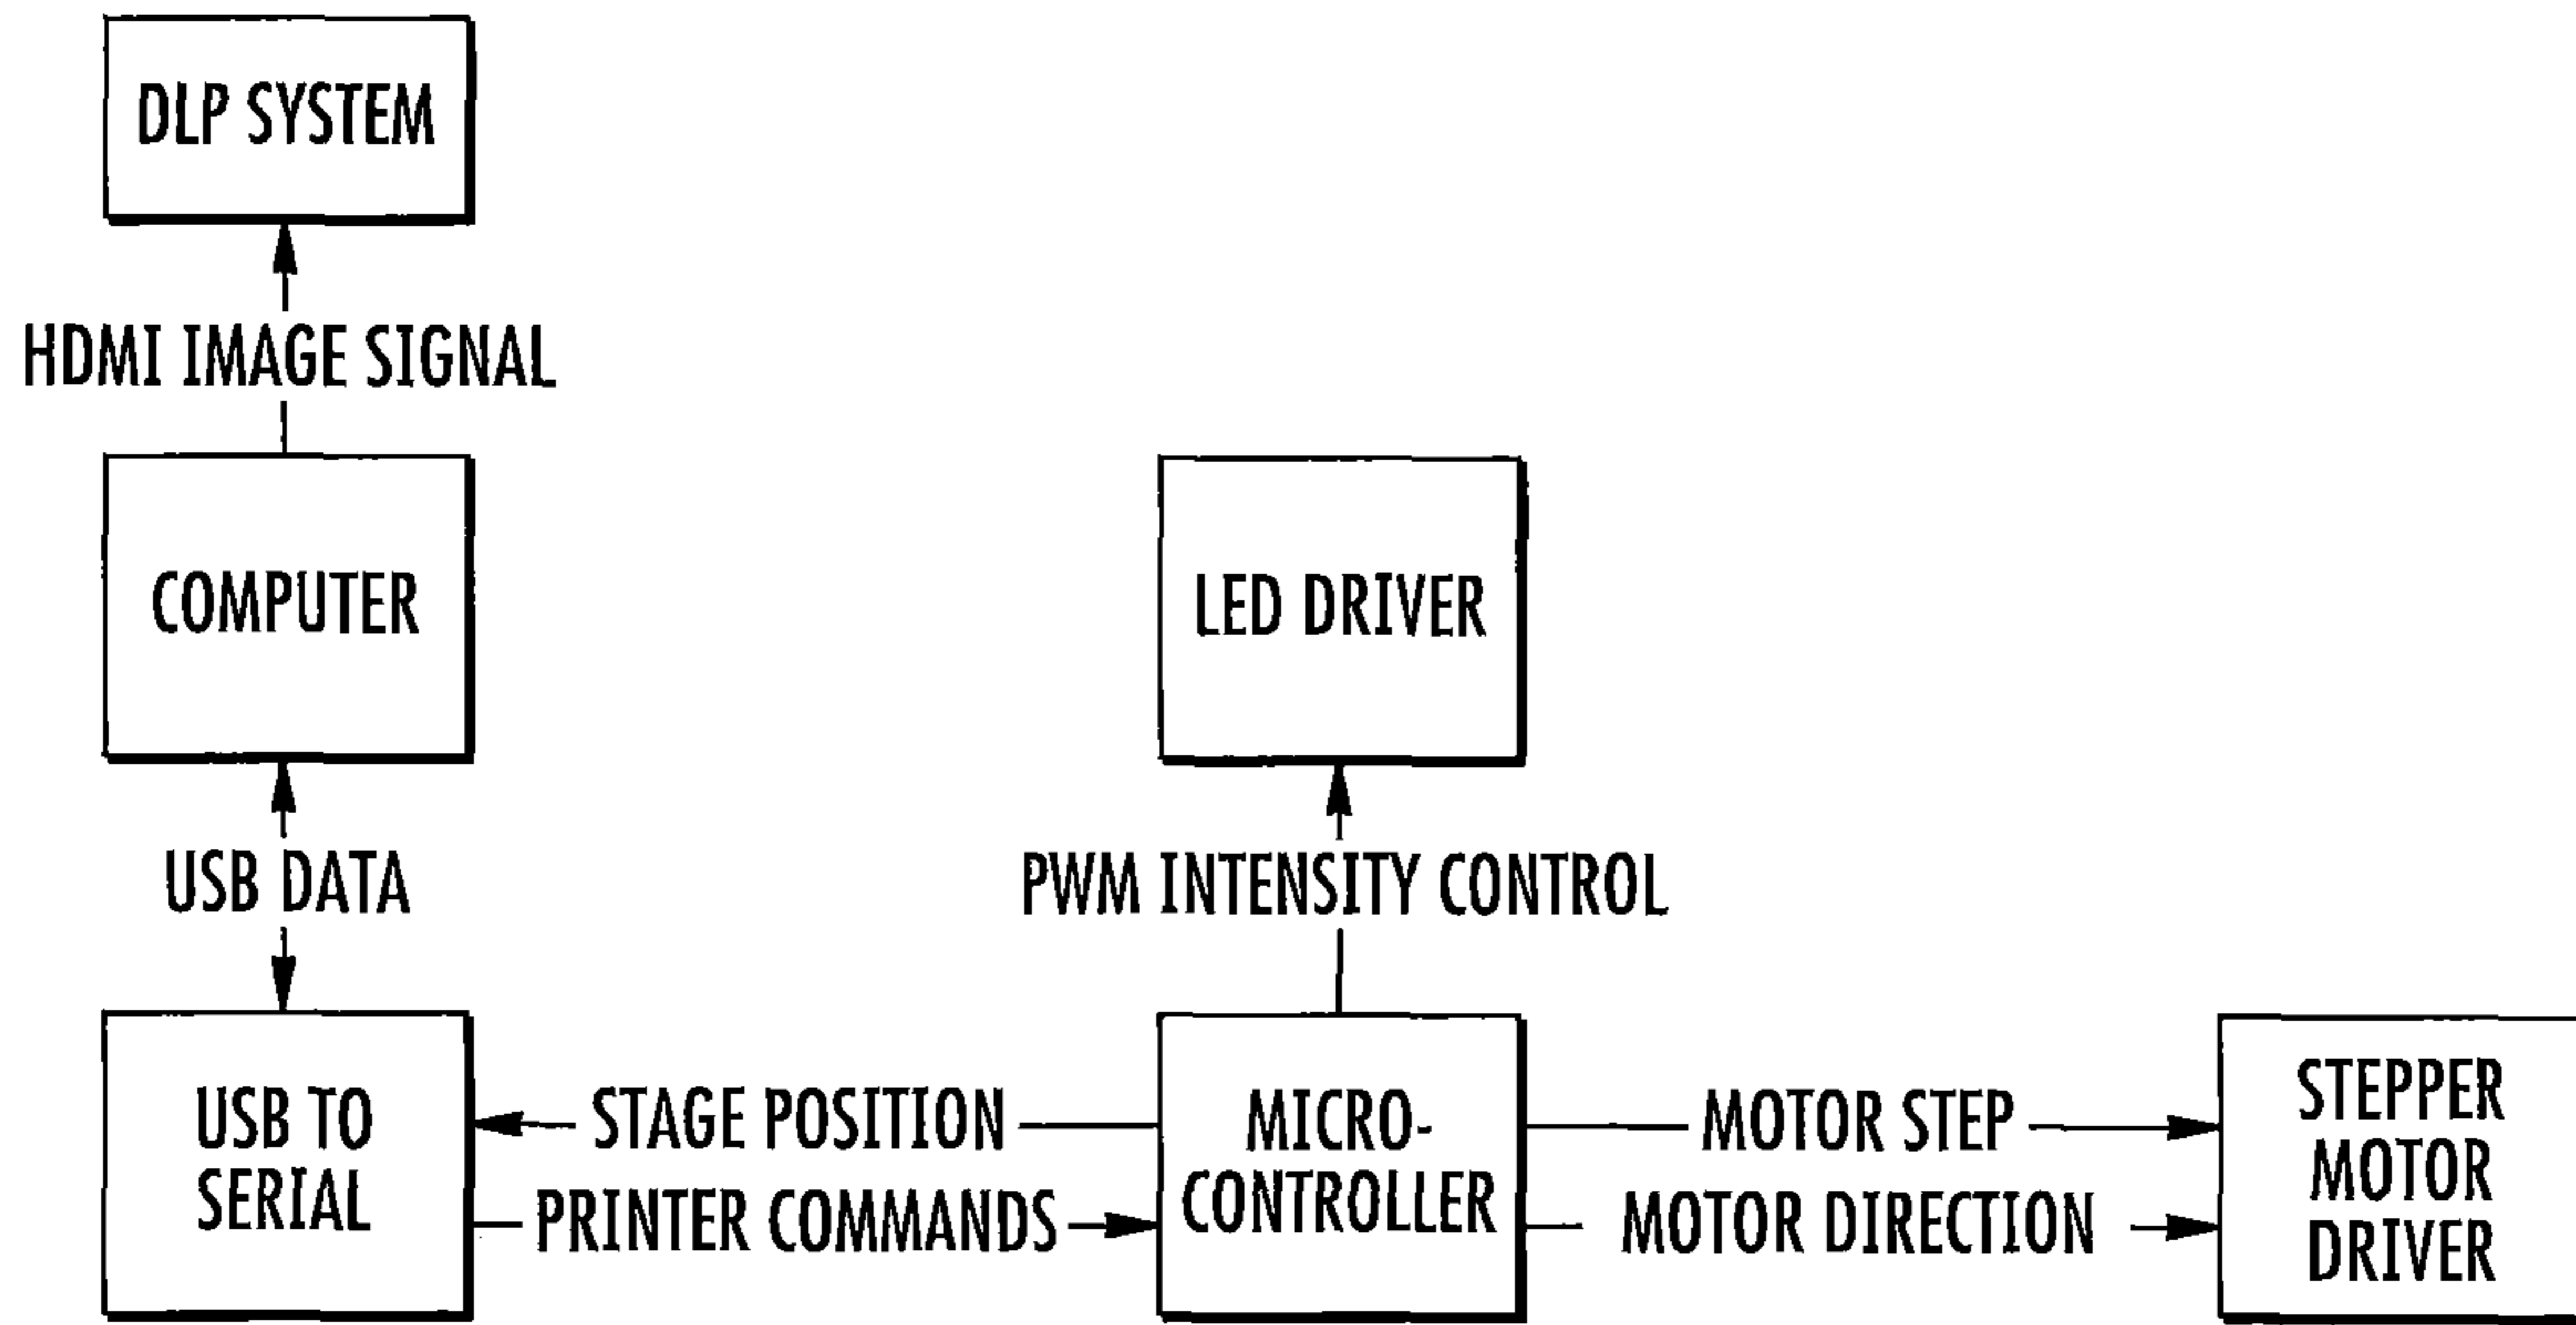 DLP SYSTEM
HDMI IMAGE SIGNAL
COMPUTER
LED DRIVER
USB DATA
PWM INTENSITY CONTROL
USB TO
SERIAL
STAGE POSITION
PRINTER COMMANDS
MICRO-
CONTROLLER
MOTOR STEP
MOTOR DIRECTION
STEPPER
MOTOR
DRIVER